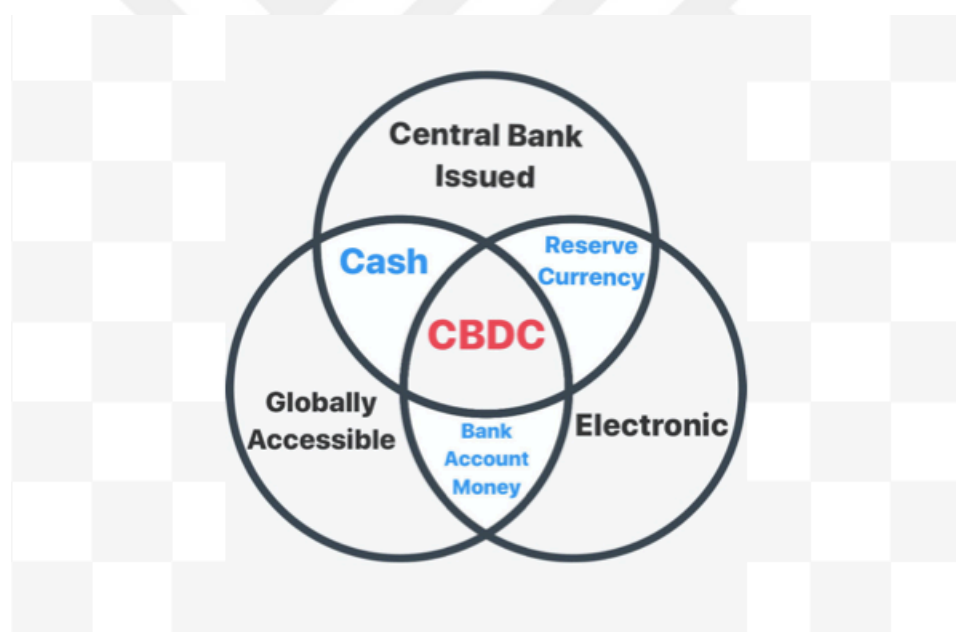 Central Bank
Issued
Cash
Reserve
Currency
CBDC
Globally
Accessible
Electronic
Bank
Account
Money